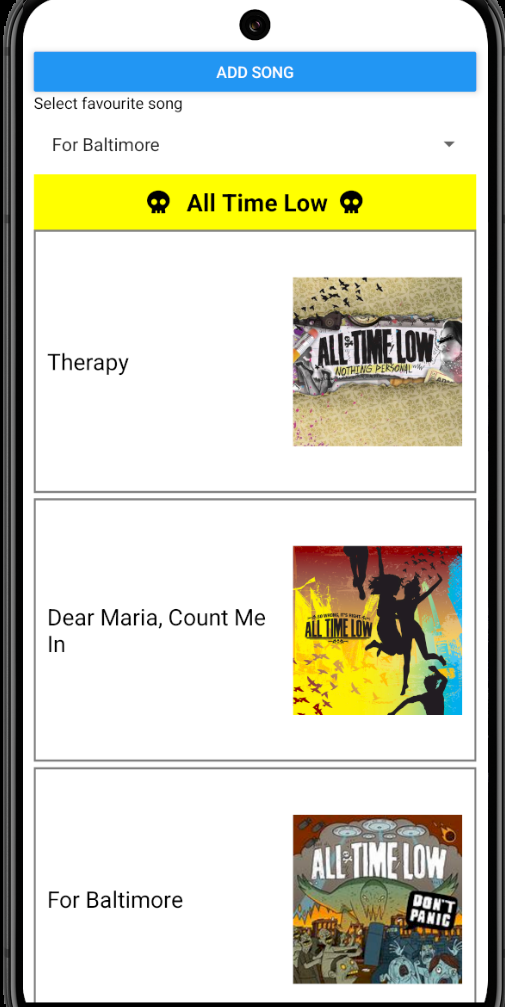 ADD SONG
Select favourite song
For Baltimore
All Time Low
Therapy
ALL TIME LOW
NOTHING PERSONAL
Dear Maria, Count Me
In
ALL TIME LOW
For Baltimore
ALL TIME LOW
DON'T
PANIC